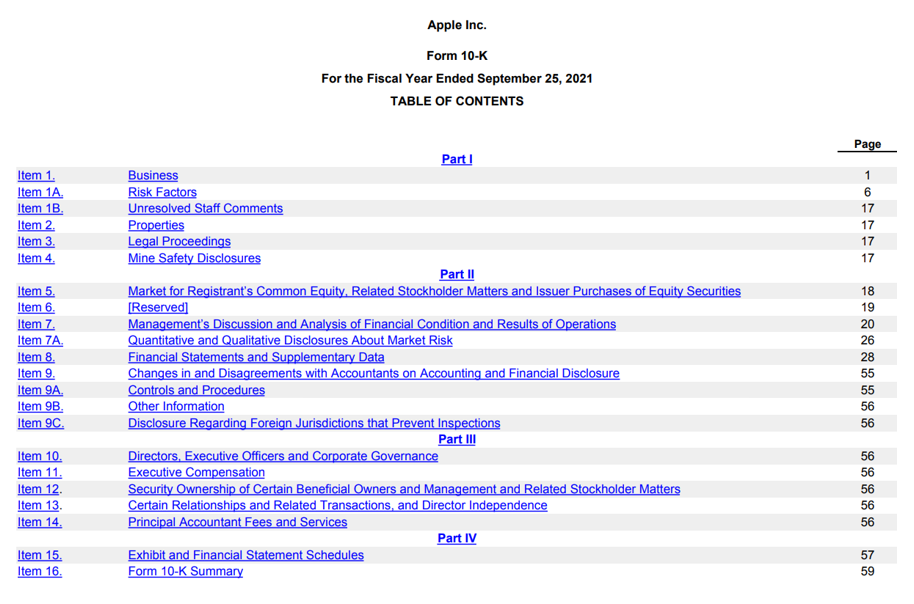 Apple Inc.
Form 10-K
For the Fiscal Year Ended September 25, 2021
TABLE OF CONTENTS
Page
Part I
Item 1. Business 1
Item 1A. Risk Factors 6
Item 1B. Unresolved Staff Comments 17
Item 2. Properties 17
Item 3. Legal Proceedings 17
Item 4. Mine Safety Disclosures 17
Part II
Item 5. Market for Registrant's Common Equity, Related Stockholder Matters and Issuer Purchases of Equity Securities 18
Item 6. [Reserved] 19
Item 7. Management's Discussion and Analysis of Financial Condition and Results of Operations 20
Item 7A. Quantitative and Qualitative Disclosures About Market Risk 26
Item 8. Financial Statements and Supplementary Data 28
Item 9. Changes in and Disagreements with Accountants on Accounting and Financial Disclosure 55
Item 9A. Controls and Procedures 55
Item 9B. Other Information 56
Item 9C. Disclosure Regarding Foreign Jurisdictions that Prevent Inspections 56
Part III
Item 10. Directors, Executive Officers and Corporate Governance 56
Item 11. Executive Compensation 56
Item 12. Security Ownership of Certain Beneficial Owners and Management and Related Stockholder Matters 56
Item 13. Certain Relationships and Related Transactions, and Director Independence 56
Item 14. Principal Accountant Fees and Services 56
Part IV
Item 15. Exhibit and Financial Statement Schedules 57
Item 16. Form 10-K Summary 59